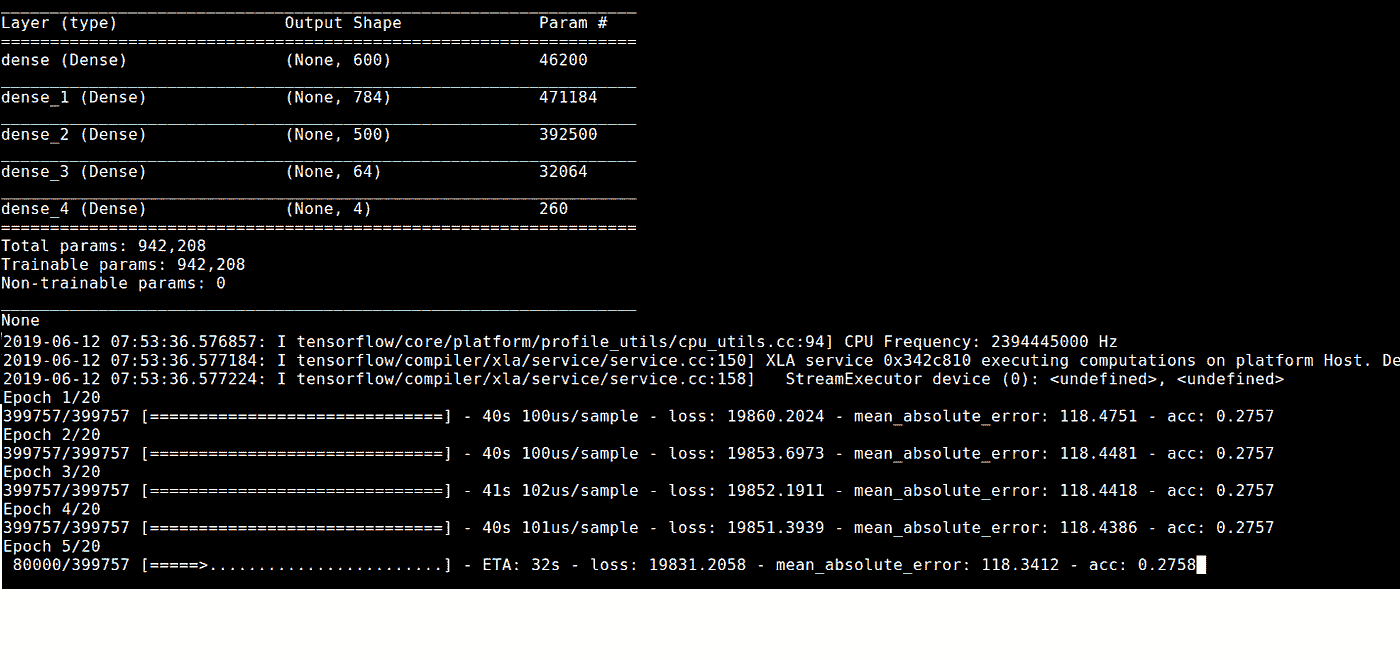 Layer (type)                 Output Shape              Param #
=================================================================
dense (Dense)                (None, 600)               46200
_________________________________________________________________
dense_1 (Dense)              (None, 784)               471184
_________________________________________________________________
dense_2 (Dense)              (None, 500)               392500
_________________________________________________________________
dense_3 (Dense)              (None, 64)                32064
_________________________________________________________________
dense_4 (Dense)              (None, 4)                 260
=================================================================
Total params: 942,208
Trainable params: 942,208
Non-trainable params: 0
_________________________________________________________________
None
2019-06-12 07:53:36.576857: I tensorflow/core/platform/profile_utils/cpu_utils.cc:94] CPU Frequency: 2394445000 Hz
2019-06-12 07:53:36.577184: I tensorflow/compiler/xla/service/service.cc:150] XLA service 0x342c810 executing computations on platform Host. De
2019-06-12 07:53:36.577224: I tensorflow/compiler/xla/service/service.cc:158]   StreamExecutor device (0): <undefined>, <undefined>
Epoch 1/20
399757/399757 [==============================] - 40s 100us/sample - loss: 19860.2024 - mean_absolute_error: 118.4751 - acc: 0.2757
Epoch 2/20
399757/399757 [==============================] - 40s 100us/sample - loss: 19853.6973 - mean_absolute_error: 118.4481 - acc: 0.2757
Epoch 3/20
399757/399757 [==============================] - 41s 102us/sample - loss: 19852.1911 - mean_absolute_error: 118.4418 - acc: 0.2757
Epoch 4/20
399757/399757 [==============================] - 40s 101us/sample - loss: 19851.3939 - mean_absolute_error: 118.4386 - acc: 0.2757
Epoch 5/20
 80000/399757 [=====>........................] - ETA: 32s - loss: 19831.2058 - mean_absolute_error: 118.3412 - acc: 0.2758